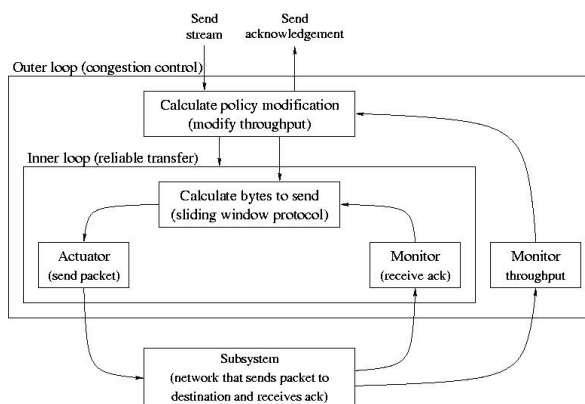 Send
stream
Send
acknowledgement
Outer loop (congestion control)
Calculate policy modification
(modify throughput)
Inner loop (reliable transfer)
Calculate bytes to send
(sliding window protocol)
Actuator
(send packet)
Monitor
(receive ack)
Monitor
throughput
Subsystem
(network that sends packet to
destination and receives ack)